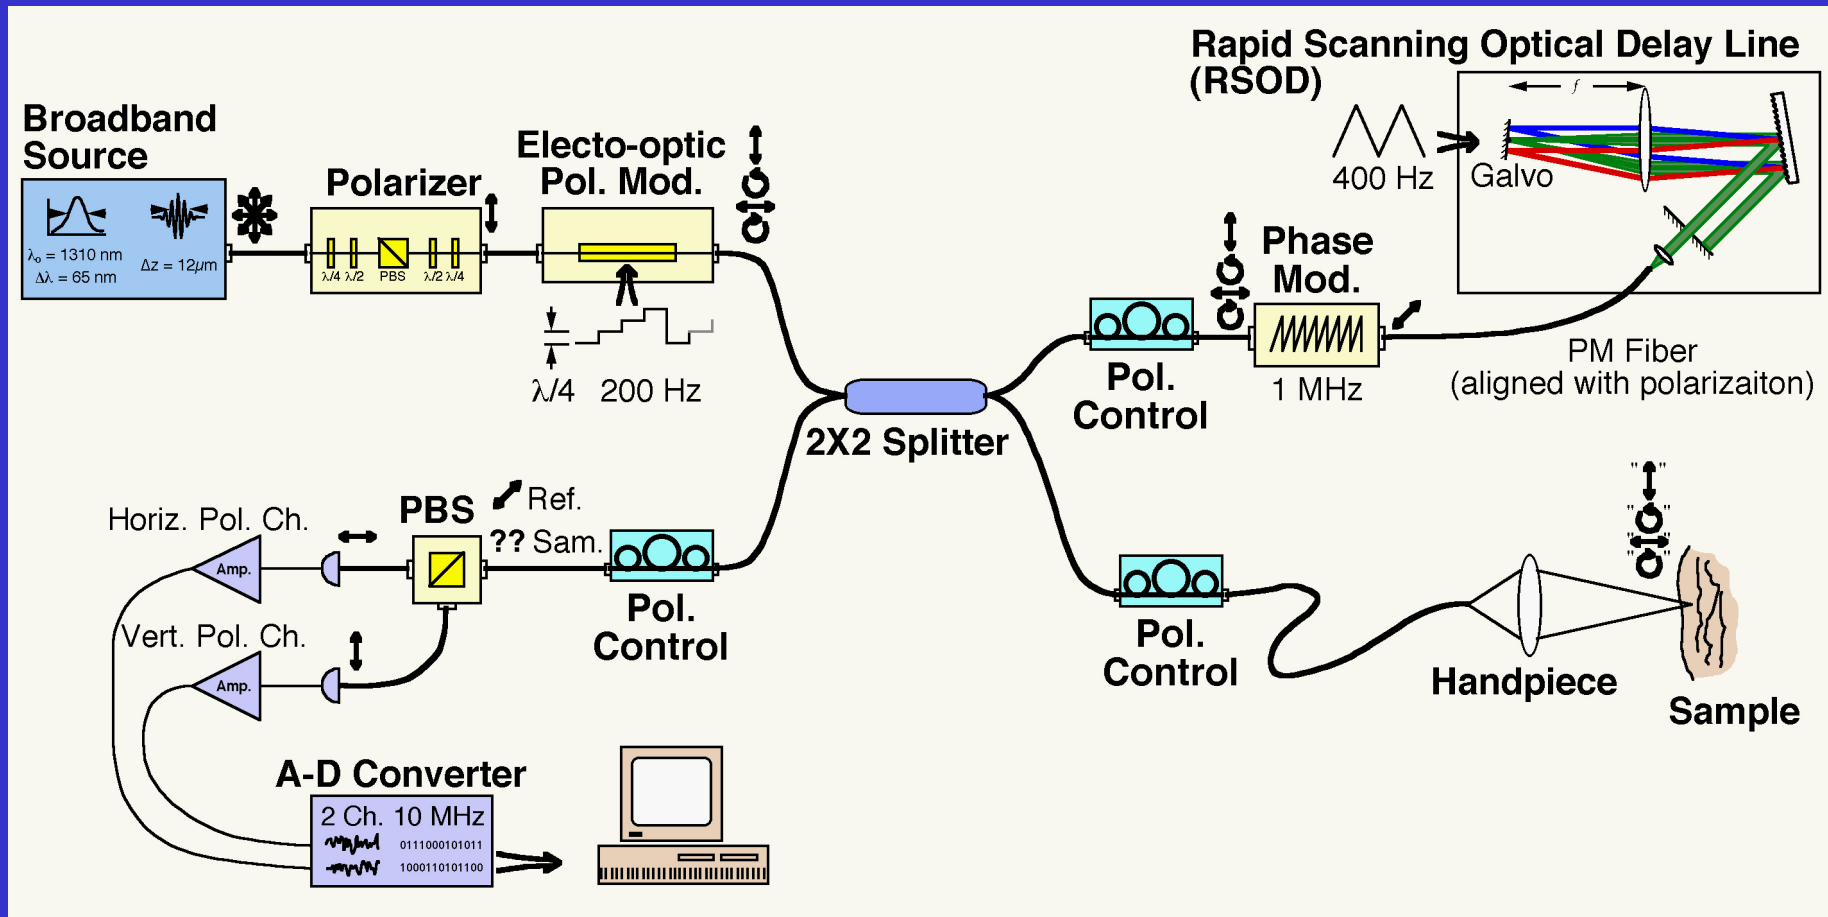 Rapid Scanning Optical Delay Line
(RSOD)
f
400 Hz
Galvo
Broadband
Source
λₒ = 1310 nm
Δλ = 65 nm
Δz = 12μm
Polarizer
λ/4 λ/2 PBS λ/2 λ/4
Electo-optic
Pol. Mod.
λ/4 200 Hz
2X2 Splitter
Pol.
Control
Phase
Mod.
1 MHz
PM Fiber
(aligned with polarizaiton)
Horiz. Pol. Ch.
Amp.
PBS
Ref.
?? Sam.
Pol.
Control
Vert. Pol. Ch.
Amp.
Pol.
Control
Handpiece
" "
" "
" "
" "
Sample
A-D Converter
2 Ch. 10 MHz
0111000101011
1000110101100